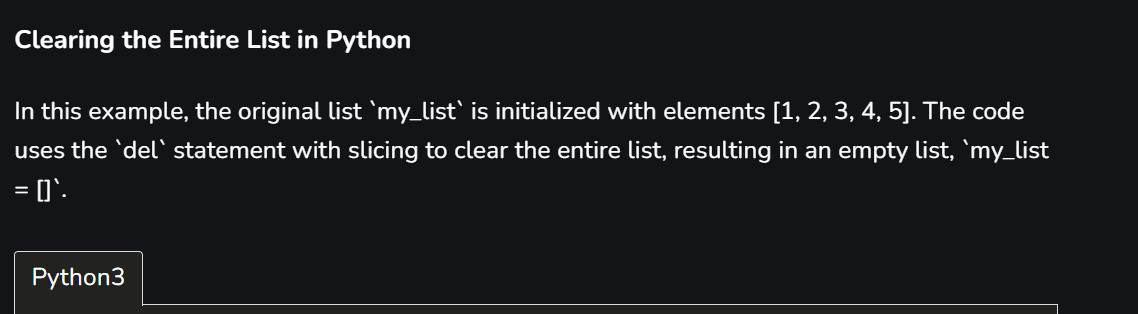 Clearing the Entire List in Python
In this example, the original list `my_list` is initialized with elements [1, 2, 3, 4, 5]. The code
uses the `del` statement with slicing to clear the entire list, resulting in an empty list, `my_list
= []`.
Python3